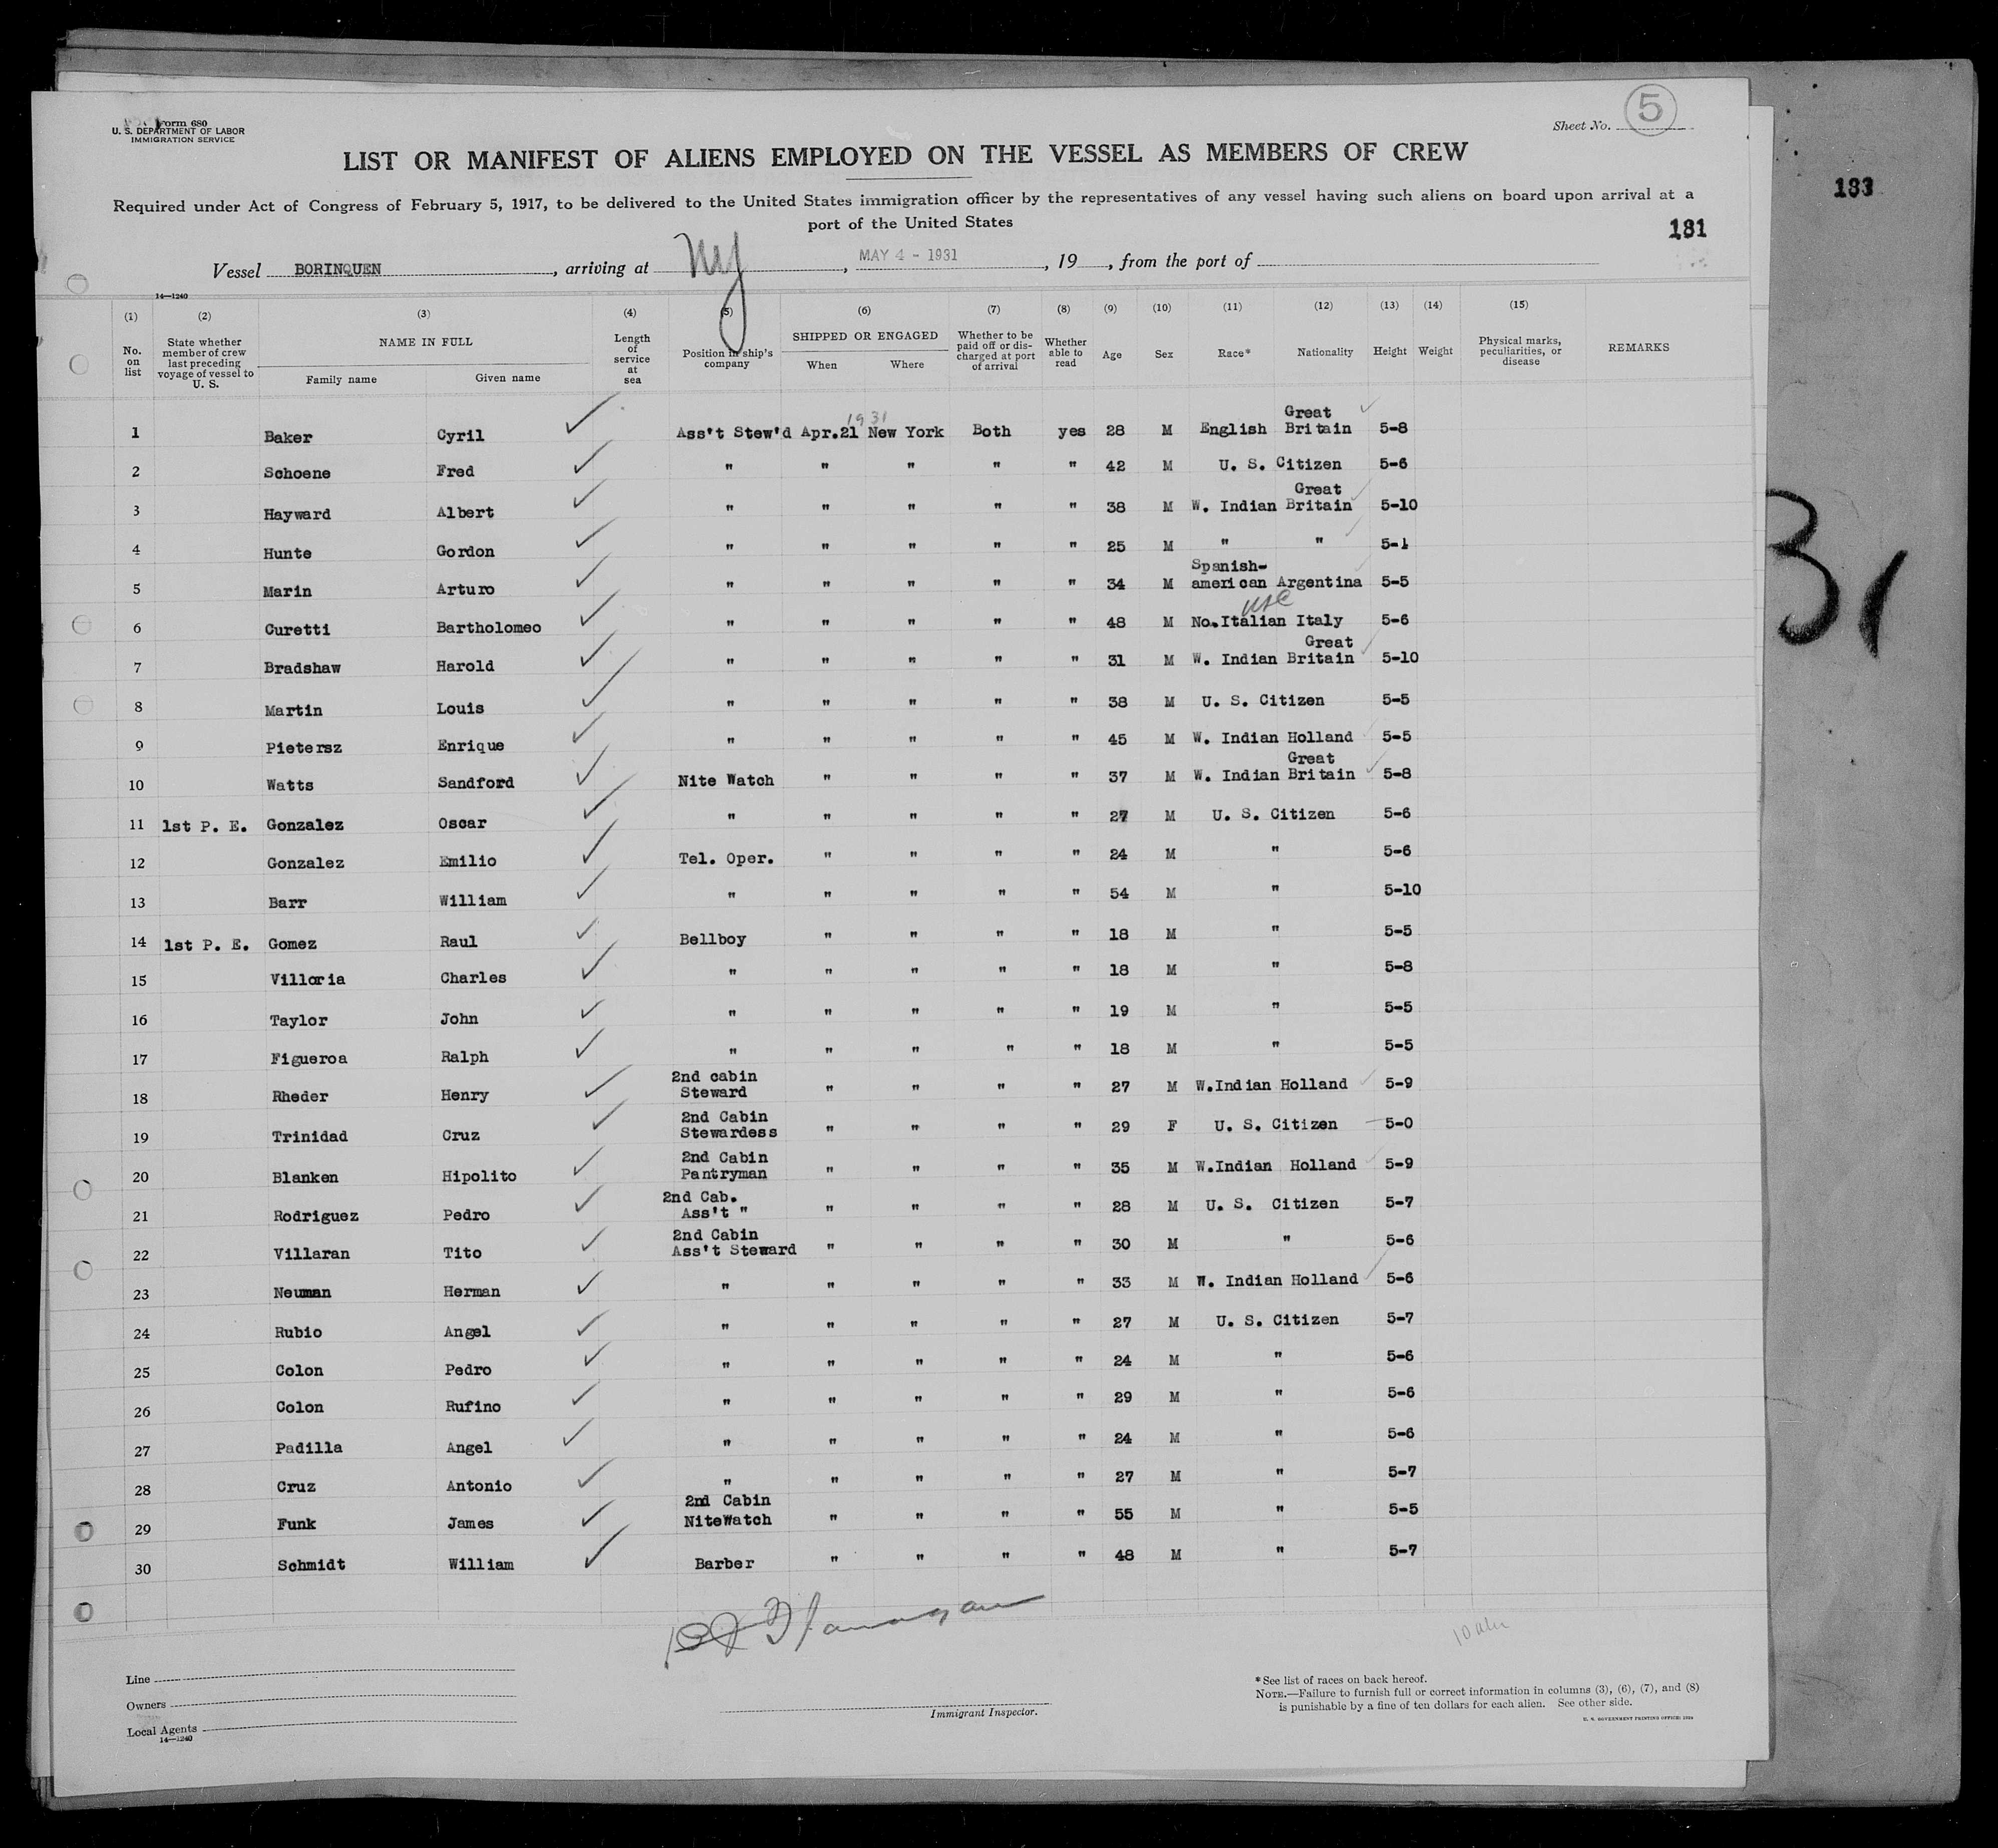 Form 680
U. S. DEPARTMENT OF LABOR
IMMIGRATION SERVICE
Sheet No. 5
LIST OR MANIFEST OF ALIENS EMPLOYED ON THE VESSEL AS MEMBERS OF CREW
183
Required under Act of Congress of February 5, 1917, to be delivered to the United States immigration officer by the representatives of any vessel having such aliens on board upon arrival at a
port of the United States
181
Vessel BORINQUEN, arriving at NY, MAY 4 - 1931, 19 , from the port of
14—1240
(1) (2) (3) (4) (5) (6) (7) (8) (9) (10) (11) (12) (13) (14) (15)
No. on list
State whether member of crew last preceding voyage of vessel to U. S.
NAME IN FULL
Family name Given name
Length of service at sea
Position in ship's company
SHIPPED OR ENGAGED
When Where
Whether to be paid off or discharged at port of arrival
Whether able to read
Age Sex Race* Nationality Height Weight
Physical marks, peculiarities, or disease
REMARKS
1931 Great
1 Baker Cyril Ass't Stew'd Apr.21 New York Both yes 28 M English Britain 5-8
2 Schoene Fred " " " " " 42 M U. S. Citizen 5-6
Great
3 Hayward Albert " " " " " 38 M W. Indian Britain 5-10
4 Hunte Gordon " " " " " 25 M " " 5-1
Spanish-
5 Marin Arturo " " " " " 34 M american Argentina 5-5
USC
6 Curetti Bartholomeo " " " " " 48 M No.Italian Italy 5-6
Great
7 Bradshaw Harold " " " " " 31 M W. Indian Britain 5-10
8 Martin Louis " " " " " 38 M U. S. Citizen 5-5
9 Pietersz Enrique " " " " " 45 M W. Indian Holland 5-5
Great
10 Watts Sandford Nite Watch " " " " 37 M W. Indian Britain 5-8
11 1st P. E. Gonzalez Oscar " " " " " 27 M U. S. Citizen 5-6
12 Gonzalez Emilio Tel. Oper. " " " " 24 M " 5-6
13 Barr William " " " " " 54 M " 5-10
14 1st P. E. Gomez Raul Bellboy " " " " 18 M " 5-5
15 Villoria Charles " " " " " 18 M " 5-8
16 Taylor John " " " " " 19 M " 5-5
17 Figueroa Ralph " " " " " 18 M " 5-5
2nd cabin
18 Rheder Henry Steward " " " " 27 M W.Indian Holland 5-9
2nd Cabin
19 Trinidad Cruz Stewardess " " " " 29 F U. S. Citizen 5-0
2nd Cabin
20 Blanken Hipolito Pantryman " " " " 35 M W.Indian Holland 5-9
2nd Cab.
21 Rodriguez Pedro Ass't " " " " " 28 M U. S. Citizen 5-7
2nd Cabin
22 Villaran Tito Ass't Steward " " " " 30 M " 5-6
23 Neuman Herman " " " " " 33 M W. Indian Holland 5-6
24 Rubio Angel " " " " " 27 M U. S. Citizen 5-7
25 Colon Pedro " " " " " 24 M " 5-6
26 Colon Rufino " " " " " 29 M " 5-6
27 Padilla Angel " " " " " 24 M " 5-6
28 Cruz Antonio " " " " " 27 M " 5-7
2nd Cabin
29 Funk James NiteWatch " " " " 55 M " 5-5
30 Schmidt William Barber " " " " 48 M " 5-7
Line
Owners
Local Agents
14—1240
Immigrant Inspector.
*See list of races on back hereof.
NOTE.—Failure to furnish full or correct information in columns (3), (6), (7), and (8)
is punishable by a fine of ten dollars for each alien. See other side.
31